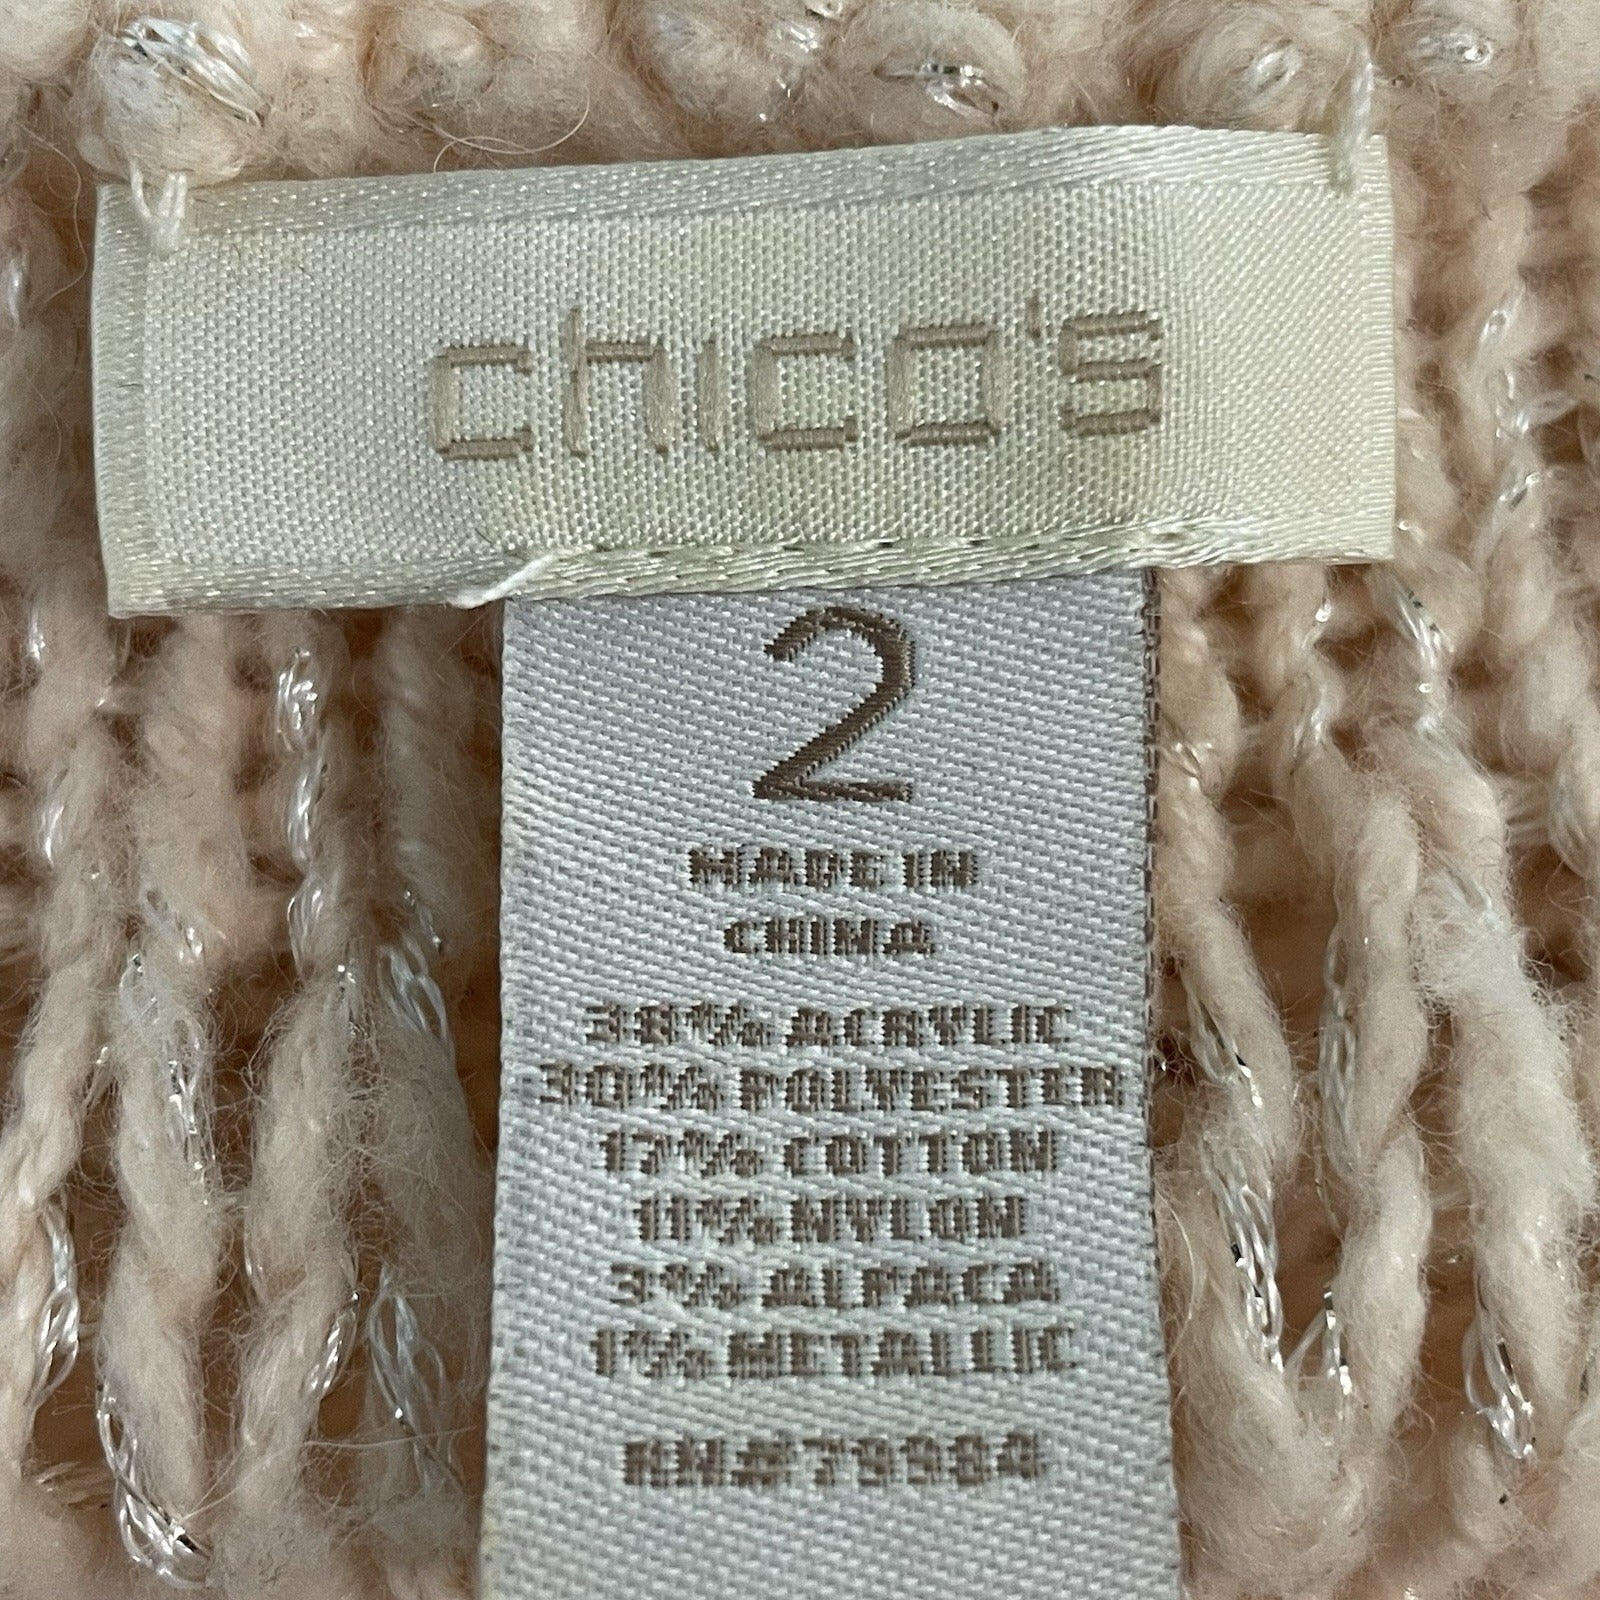 chico's
2
MADE IN
CHINA
38% ACRYLIC
30% POLYESTER
17% COTTON
11% NYLON
3% ALPACA
1% METALLIC
RN#79984